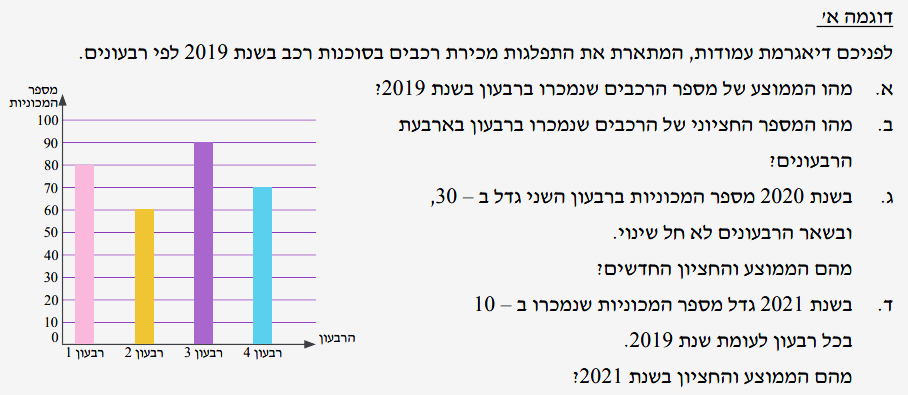 דוגמה א׳
לפניכם דיאגרמת עמודות, המתארת את התפלגות מכירת רכבים בסוכנות רכב בשנת 2019 לפי רבעונים.
א. מהו הממוצע של מספר הרכבים שנמכרו ברבעון בשנת 2019?
ב. מהו המספר החציוני של הרכבים שנמכרו ברבעון בארבעת
הרבעונים?
ג. בשנת 2020 מספר המכוניות ברבעון השני גדל ב – 30,
ובשאר הרבעונים לא חל שינוי.
מהם הממוצע והחציון החדשים?
ד. בשנת 2021 גדל מספר המכוניות שנמכרו ב – 10
בכל רבעון לעומת שנת 2019.
מהם הממוצע והחציון בשנת 2021?
מספר
המכוניות
100
90
80
70
60
50
40
30
20
10
0
רבעון 1
רבעון 2
רבעון 3
רבעון 4
הרבעון